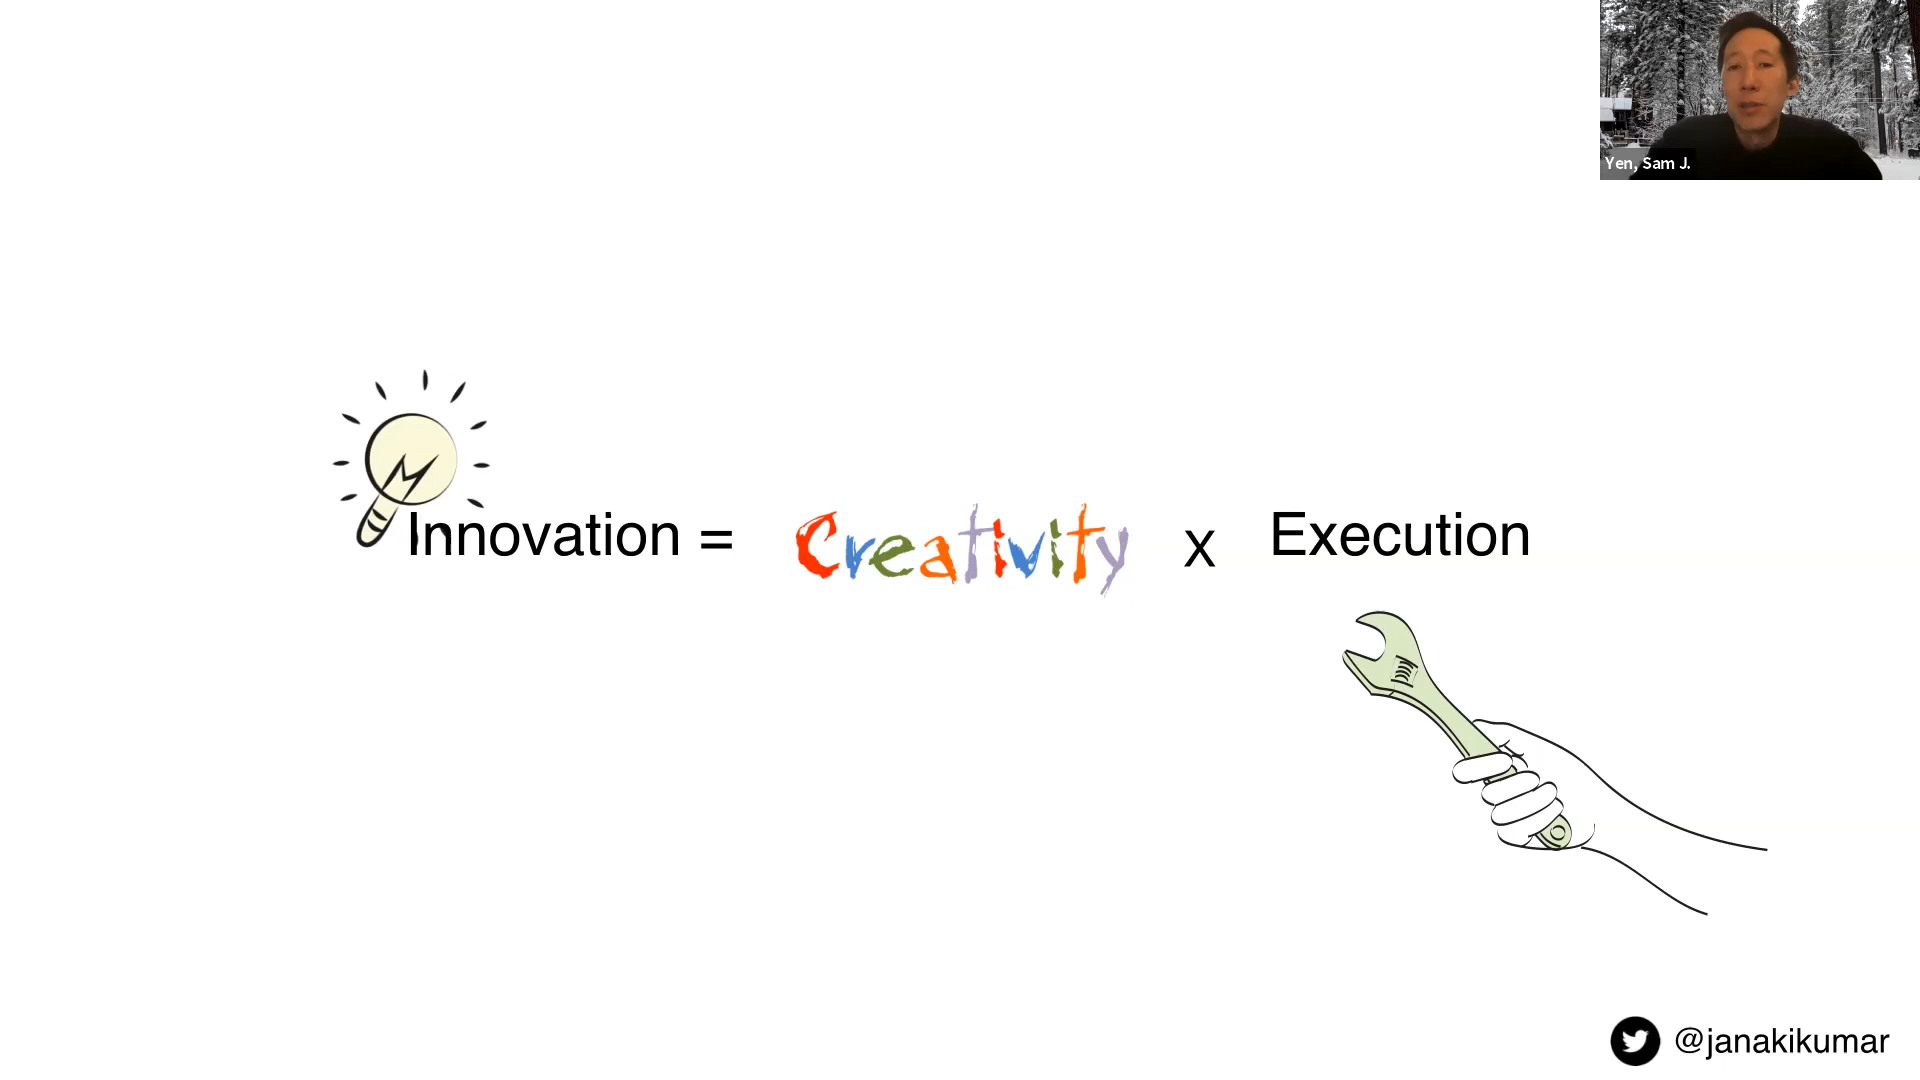 Yen, Sam J.
Innovation = Creativity x Execution
@janakikumar